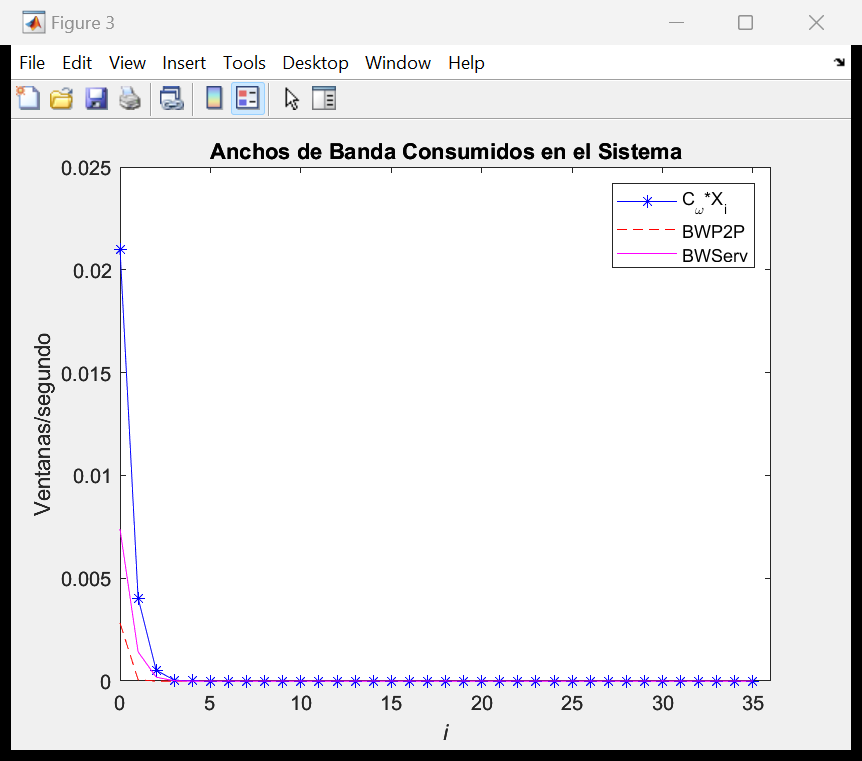 Figure 3
File Edit View Insert Tools Desktop Window Help
Anchos de Banda Consumidos en el Sistema
0.025
0.02
0.015
0.01
0.005
0
Ventanas/segundo
C_ω*X_i
BWP2P
BWServ
0 5 10 15 20 25 30 35
i